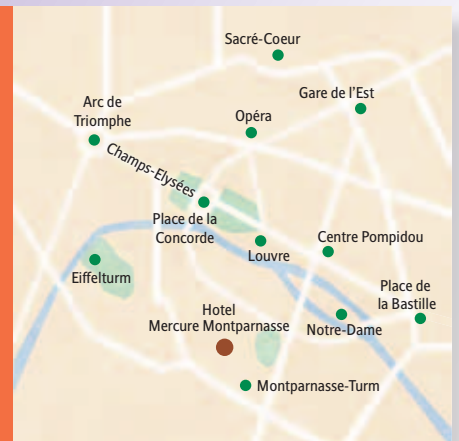 Sacré-Coeur
Gare de l'Est
Arc de
Triomphe
Opéra
Champs-Elysées
Place de la
Concorde
Louvre
Centre Pompidou
Eiffelturm
Place de
la Bastille
Hotel
Mercure Montparnasse
Notre-Dame
Montparnasse-Turm